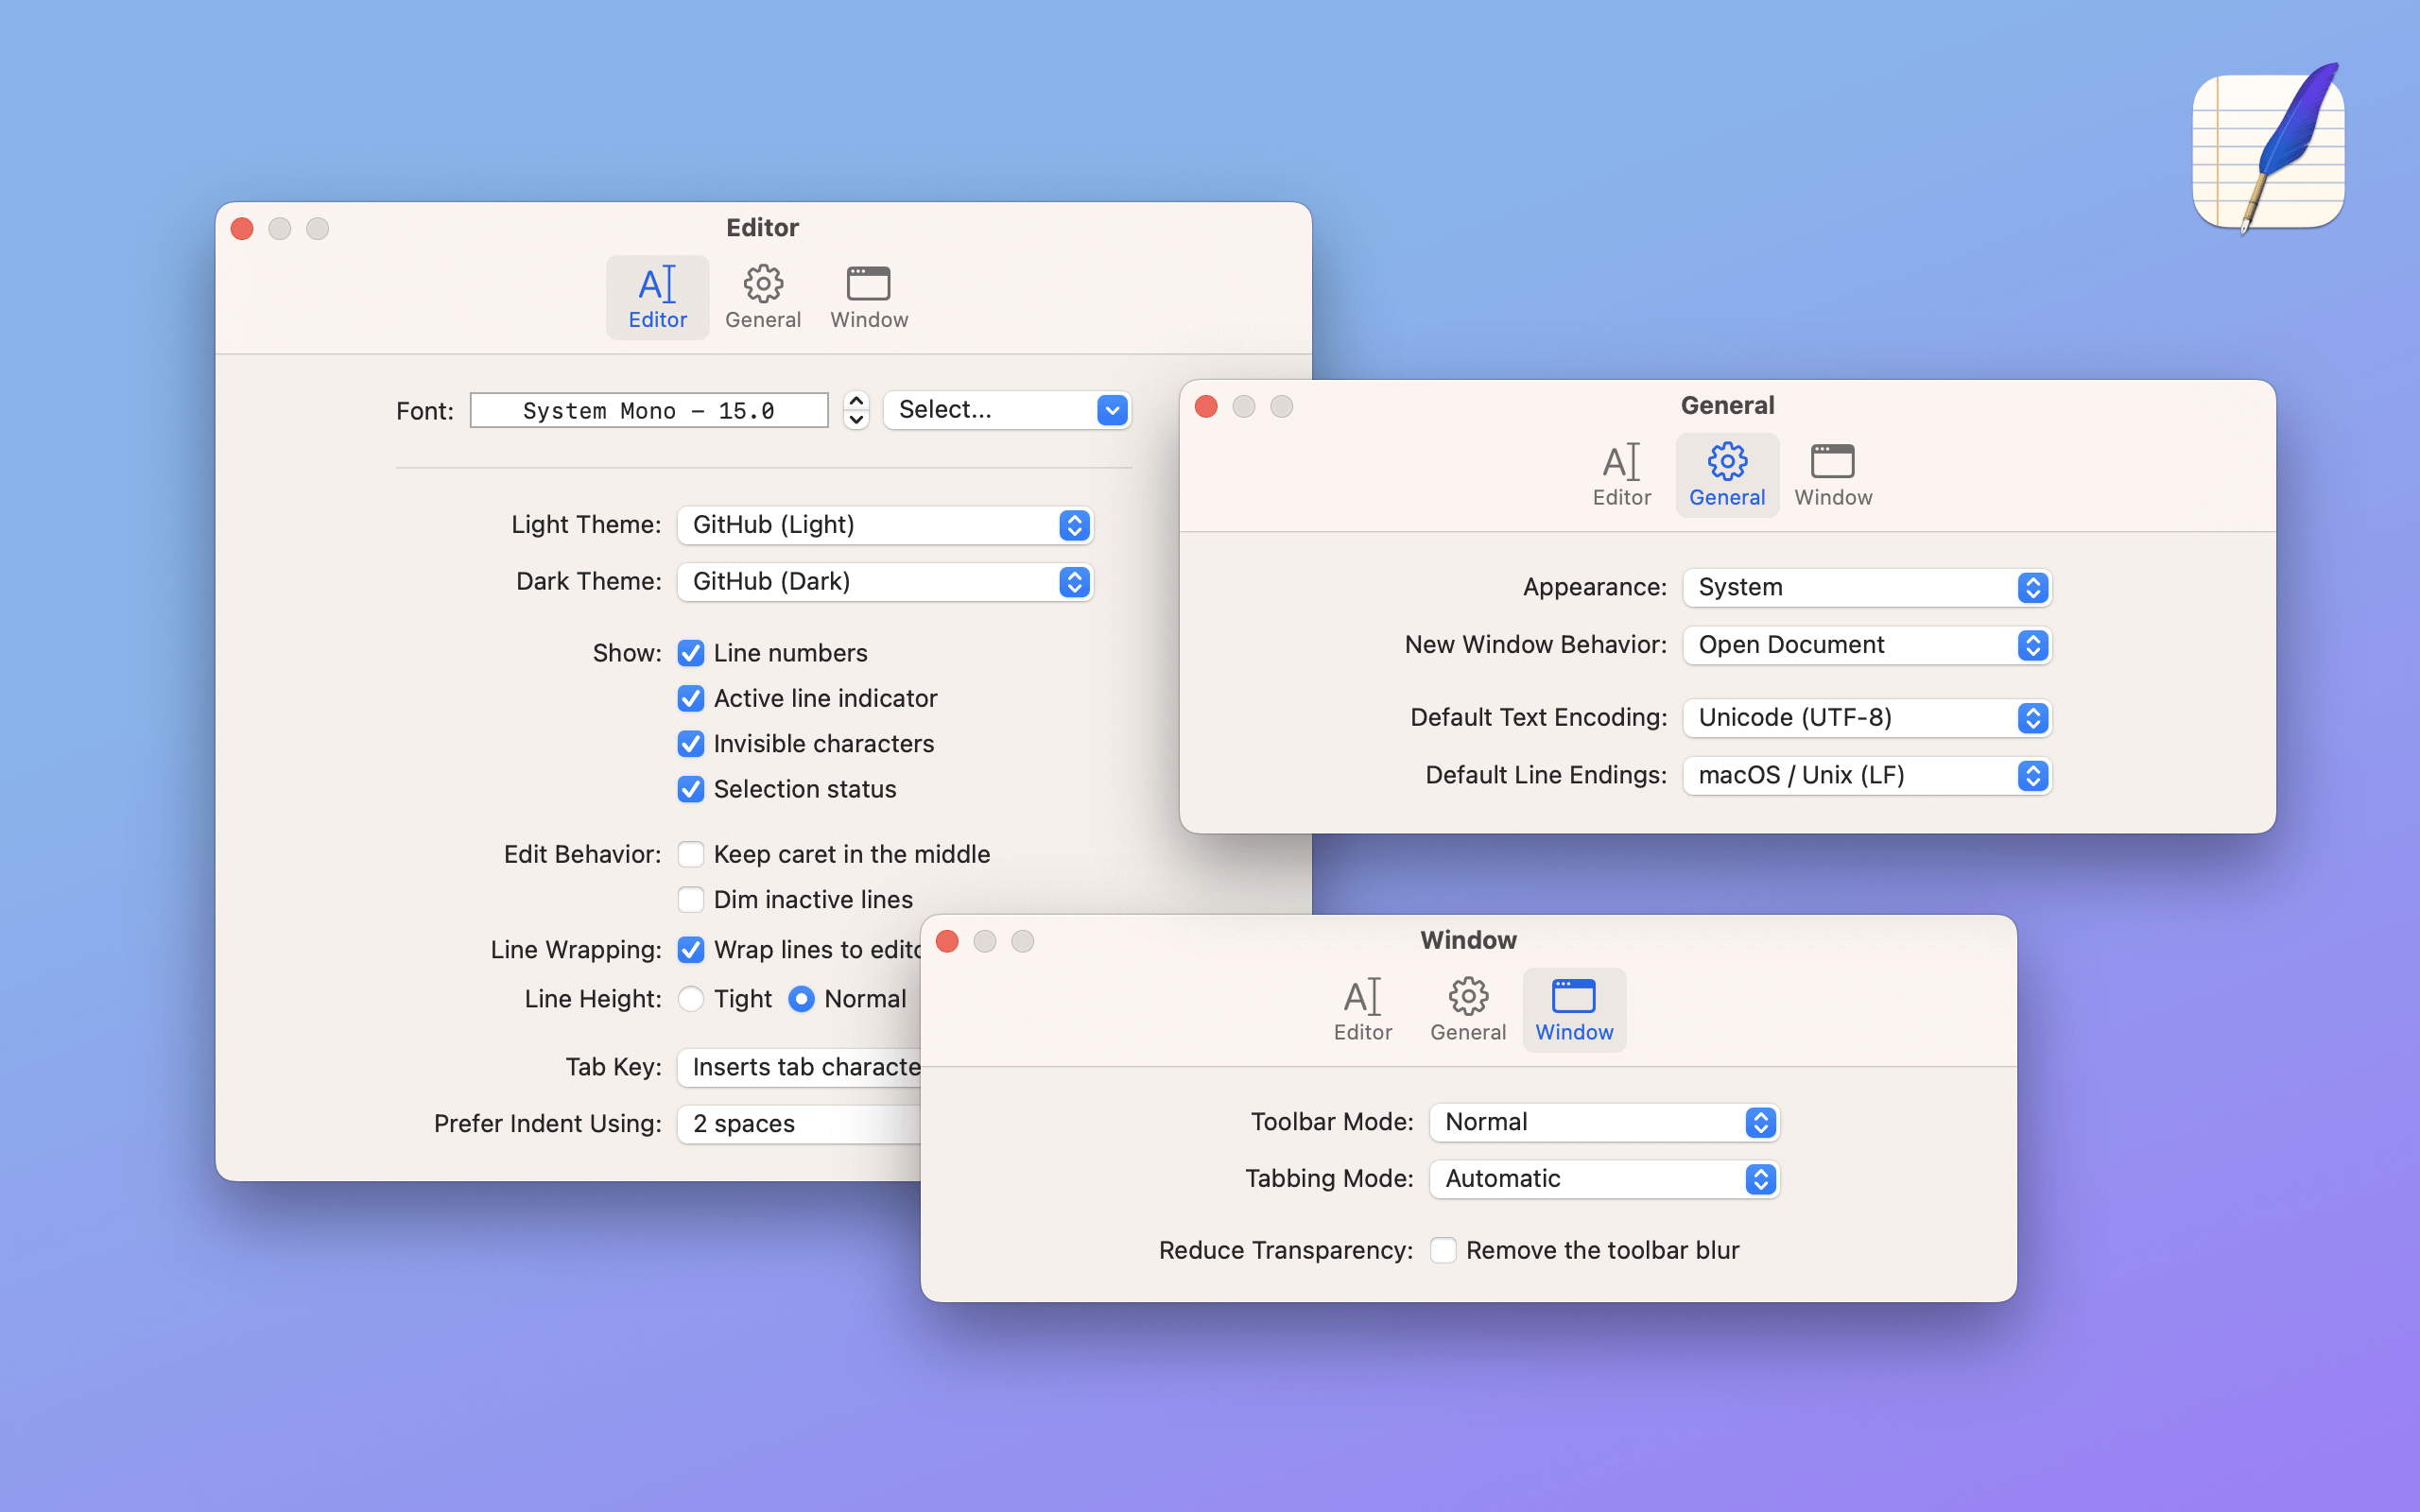 Editor
Editor General Window
Font: System Mono – 15.0 Select...
Light Theme: GitHub (Light)
Dark Theme: GitHub (Dark)
Show: Line numbers
Active line indicator
Invisible characters
Selection status
Edit Behavior: Keep caret in the middle
Dim inactive lines
Line Wrapping: Wrap lines to
Line Height: Tight Normal
Tab Key: Inserts tab
Prefer Indent Using: 2 spaces
General
Editor General Window
Appearance: System
New Window Behavior: Open Document
Default Text Encoding: Unicode (UTF-8)
Default Line Endings: macOS / Unix (LF)
Window
Editor General Window
Toolbar Mode: Normal
Tabbing Mode: Automatic
Reduce Transparency: Remove the toolbar blur